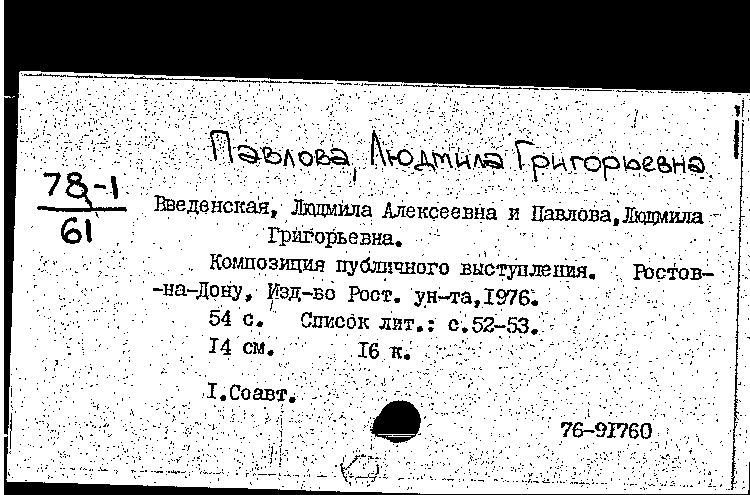 Павлова, Людмила Григорьевна
78-1
61
Введенская, Людмила Алексеевна и Павлова, Людмила
Григорьевна.
Композиция публичного выступления. Ростов-
-на-Дону, Изд-во Рост. ун-та, 1976.
54 с. Список лит.: с.52-53.
14 см. 16 к.
I.Соавт.
76-91760